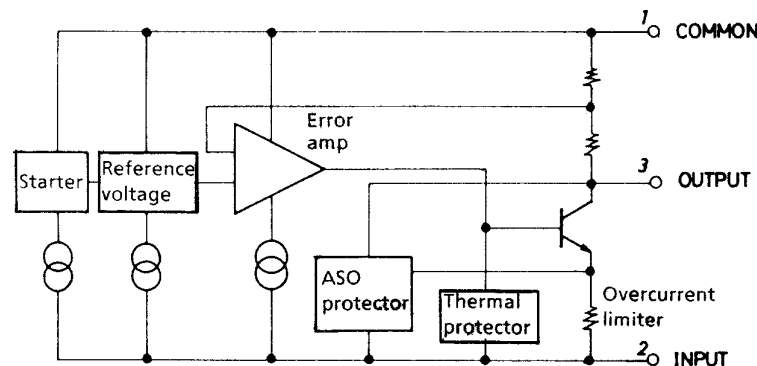 1 COMMON
Error
amp
Starter
Reference
voltage
3 OUTPUT
ASO
protector
Thermal
protector
Overcurrent
limiter
2 INPUT